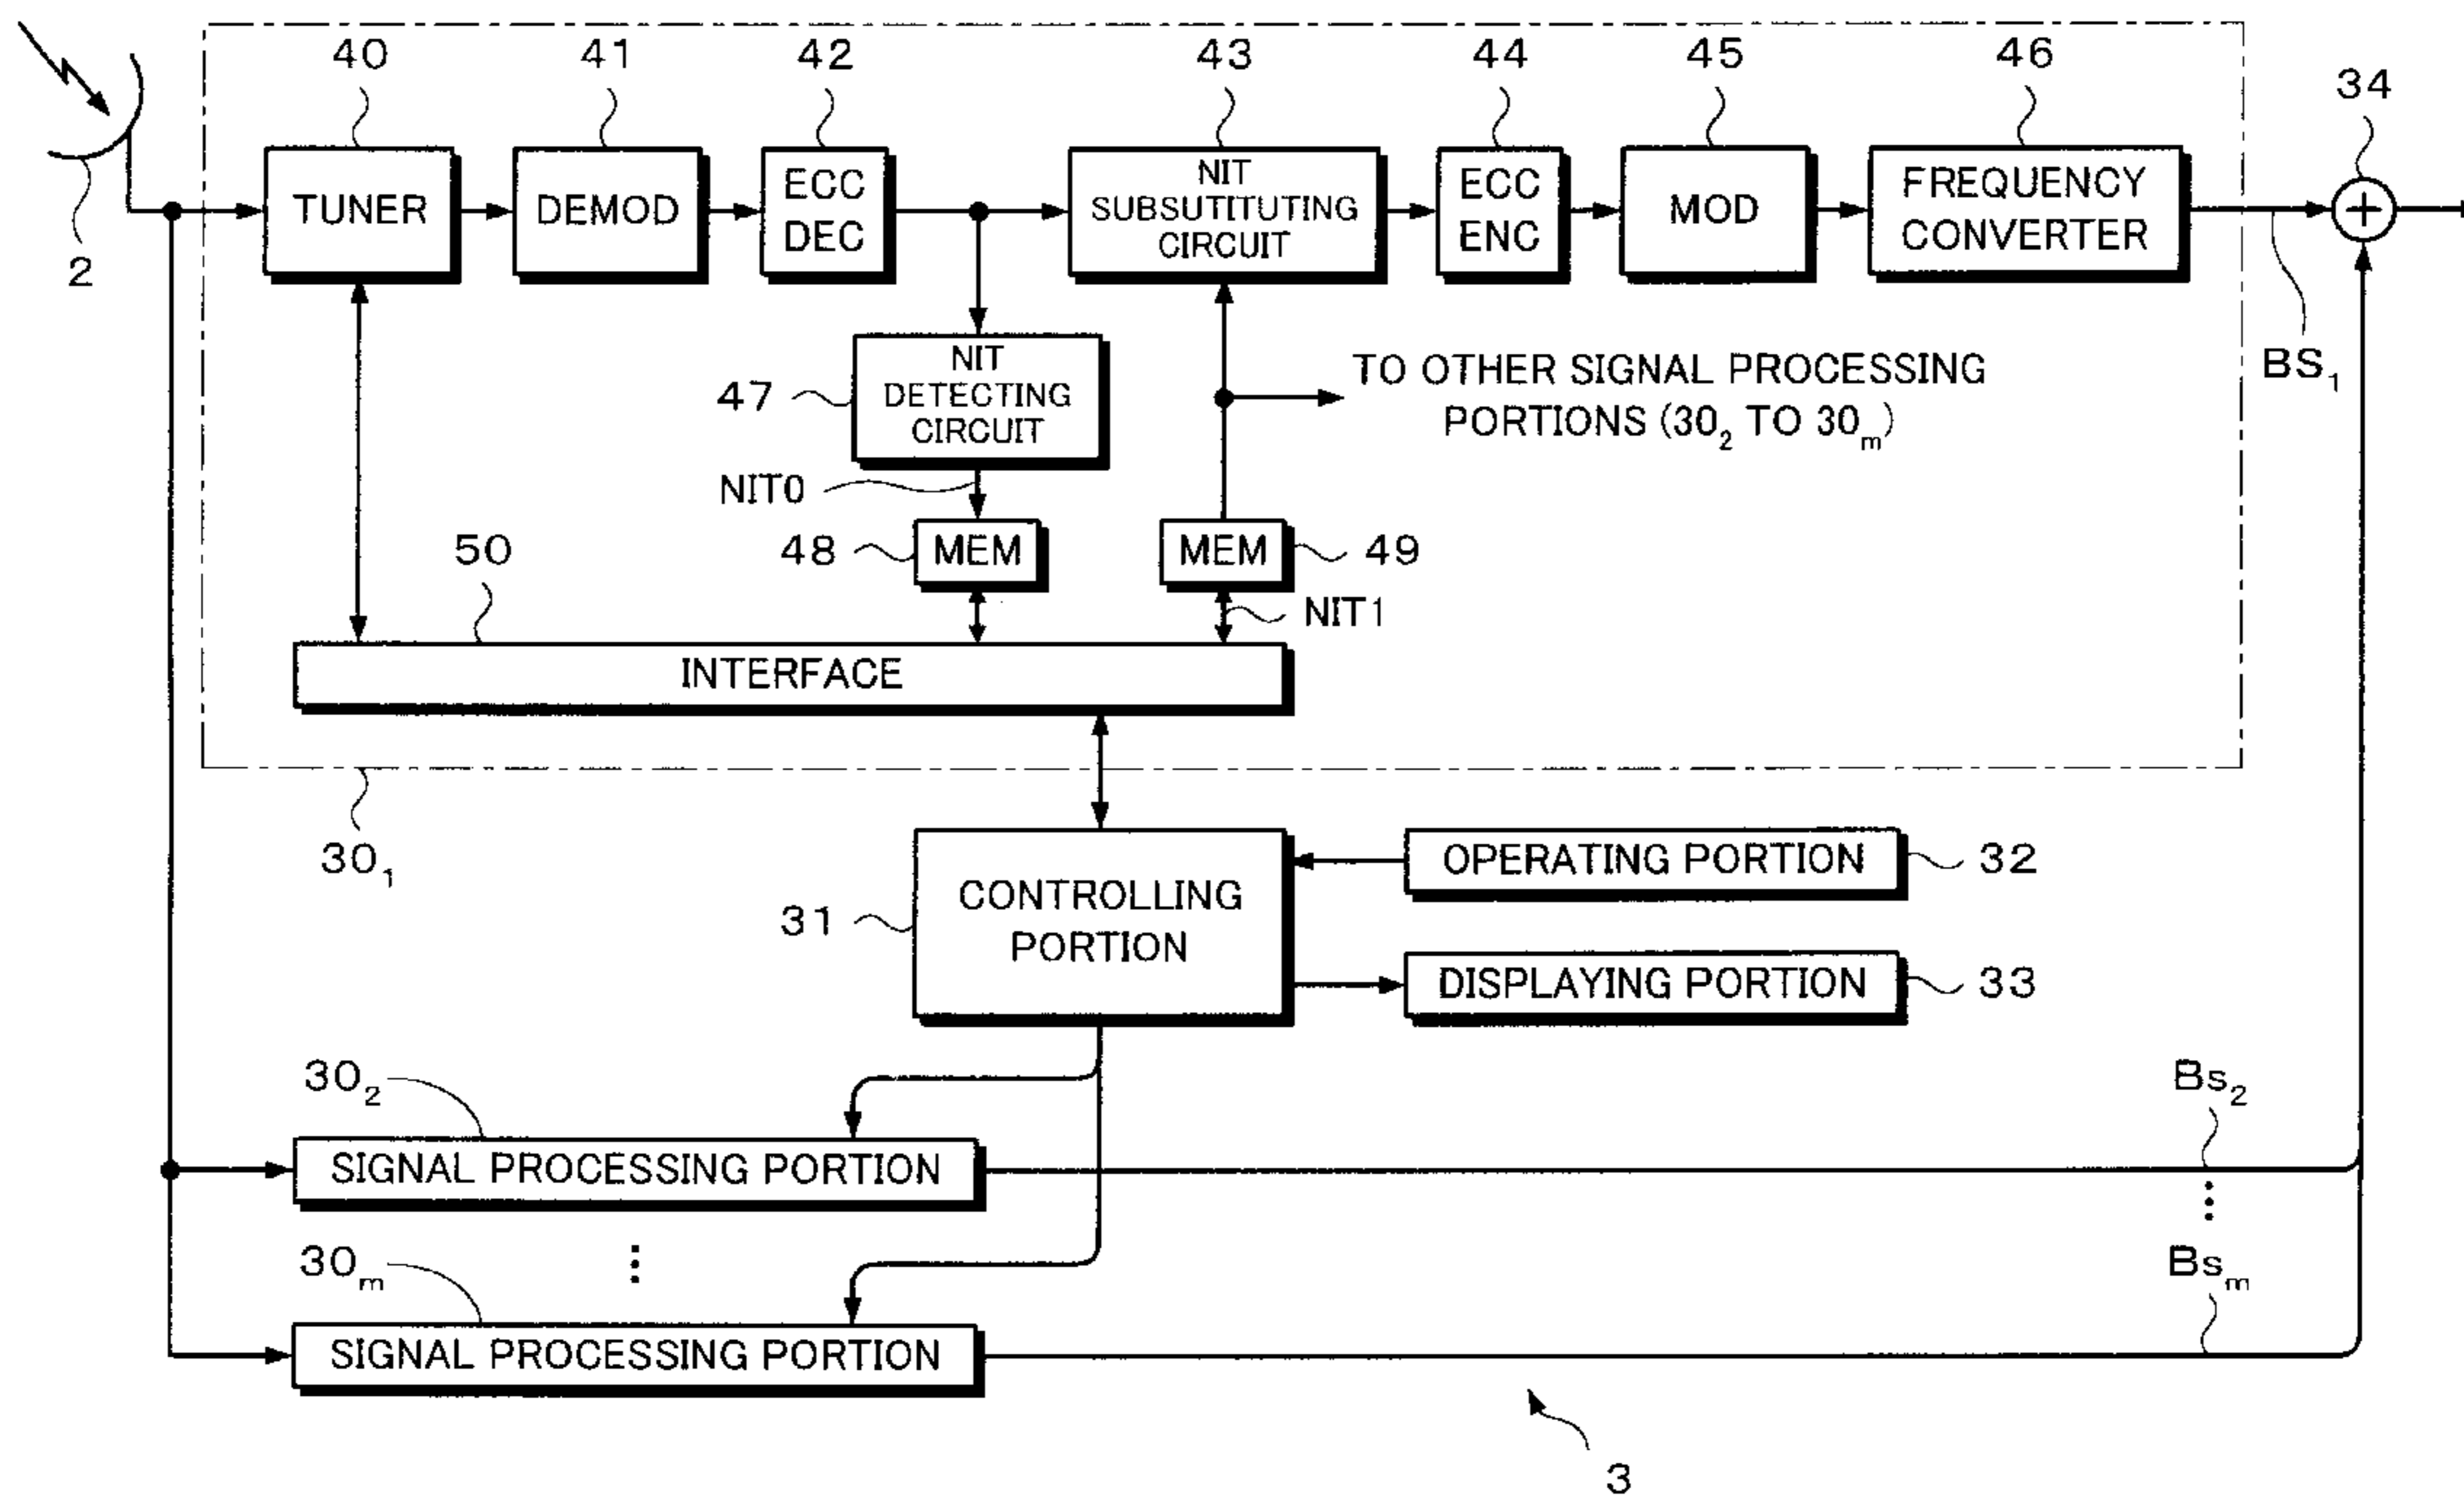 40
41
42
43
44
45
46
34
TUNER
DEMOD
ECC
DEC
NIT
SUBSUTITUTING
CIRCUIT
ECC
ENC
MOD
FREQUENCY
CONVERTER
+
2
BS₁
NIT
DETECTING
CIRCUIT
47
TO OTHER SIGNAL PROCESSING
PORTIONS (30₂ TO 30ₘ)
NIT0
48
MEM
MEM
49
50
NIT1
INTERFACE
30₁
31
CONTROLLING
PORTION
OPERATING PORTION
32
DISPLAYING PORTION
33
30₂
Bs₂
SIGNAL PROCESSING PORTION
30ₘ
Bsₘ
SIGNAL PROCESSING PORTION
3